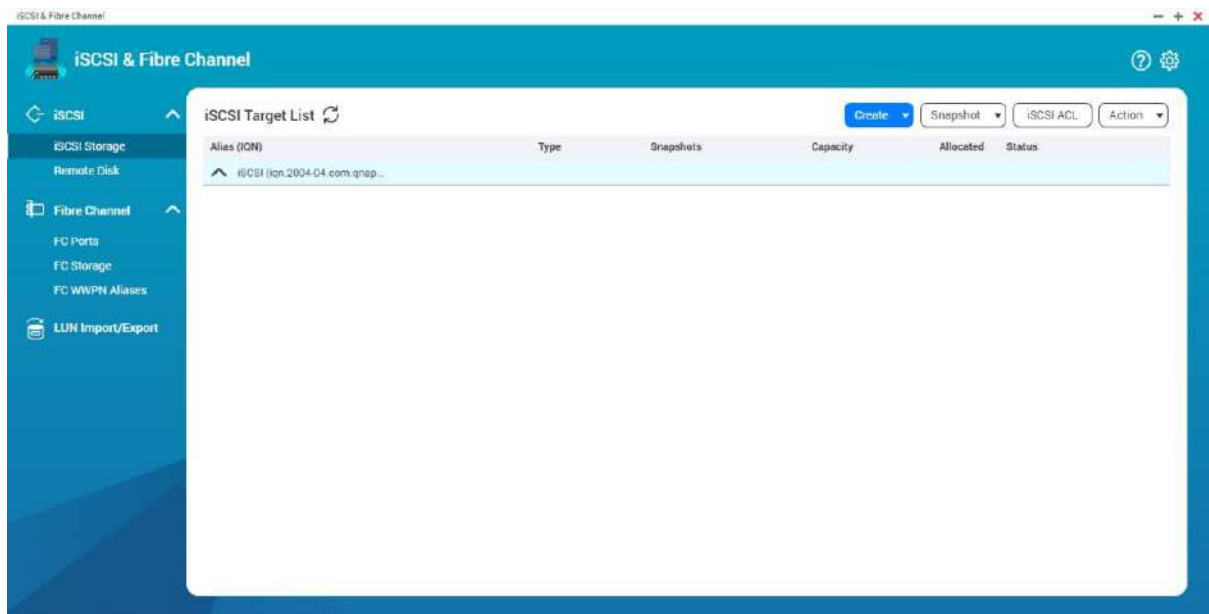 iSCSI & Fibre Channel
iSCSI & Fibre Channel
iSCSI
iSCSI Storage
Remote Disk
Fibre Channel
FC Ports
FC Storage
FC WWPN Aliases
LUN Import/Export
iSCSI Target List
Create
Snapshot
iSCSI ACL
Action
Alias (IQN) Type Snapshots Capacity Allocated Status
iSCSI (iqn.2004-04.com.qnap...